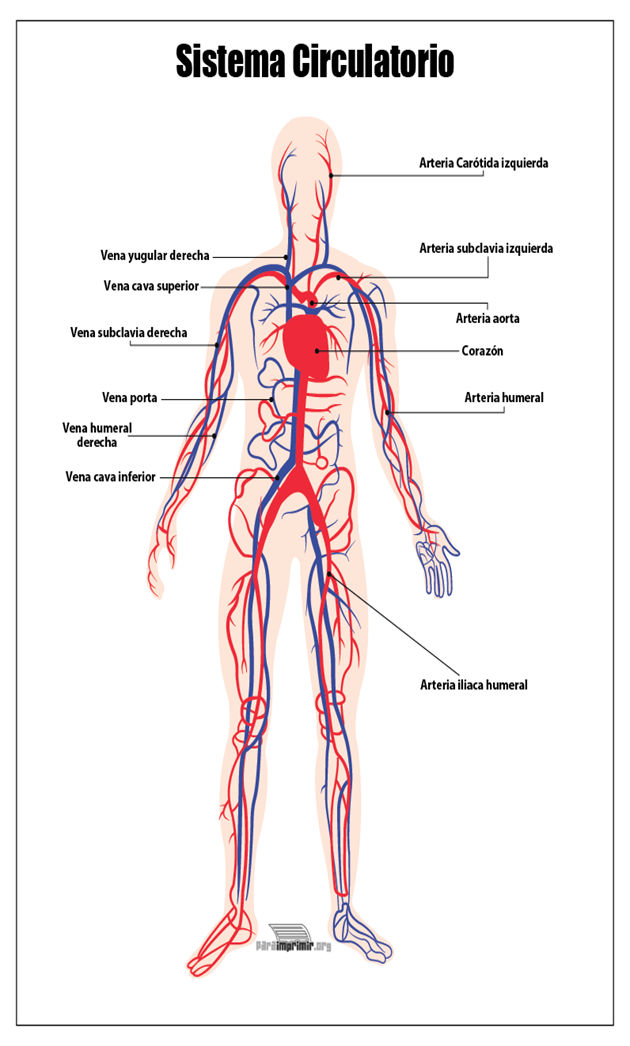 Sistema Circulatorio
Arteria Carótida izquierda
Arteria subclavia izquierda
Vena yugular derecha
Vena cava superior
Arteria aorta
Vena subclavia derecha
Corazón
Vena porta
Arteria humeral
Vena humeral
derecha
Vena cava inferior
Arteria iliaca humeral
paraimprimir.org